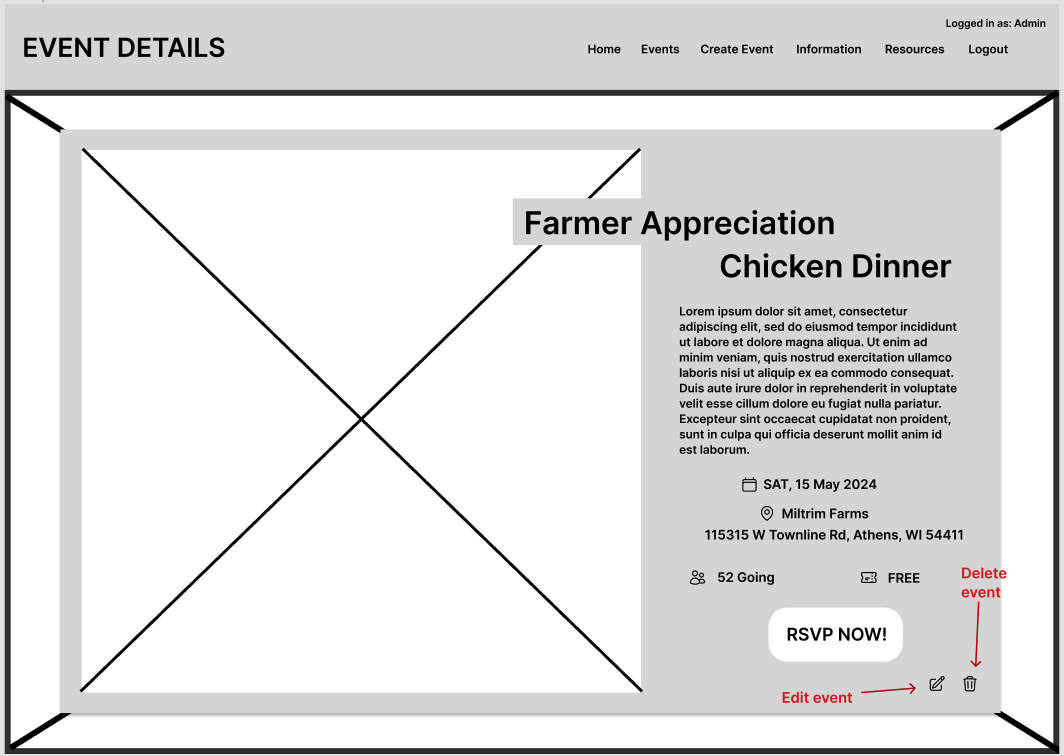 Logged in as: Admin
EVENT DETAILS
Home Events Create Event Information Resources Logout
Farmer Appreciation
Chicken Dinner
Lorem ipsum dolor sit amet, consectetur
adipiscing elit, sed do eiusmod tempor incididunt
ut labore et dolore magna aliqua. Ut enim ad
minim veniam, quis nostrud exercitation ullamco
laboris nisi ut aliquip ex ea commodo consequat.
Duis aute irure dolor in reprehenderit in voluptate
velit esse cillum dolore eu fugiat nulla pariatur.
Excepteur sint occaecat cupidatat non proident,
sunt in culpa qui officia deserunt mollit anim id
est laborum.
SAT, 15 May 2024
Miltrim Farms
115315 W Townline Rd, Athens, WI 54411
52 Going
FREE
Delete
event
RSVP NOW!
Edit event